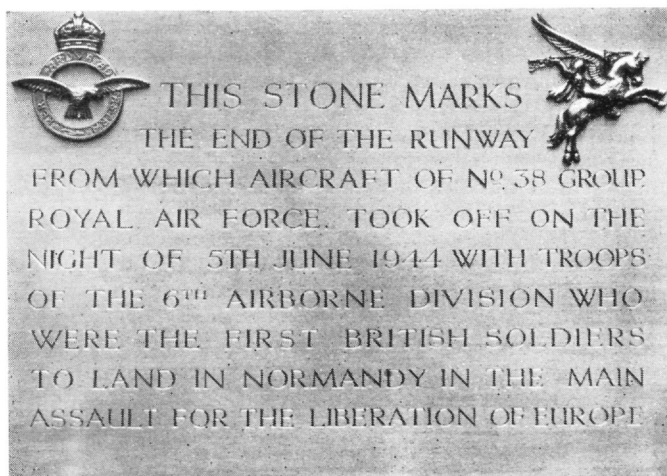 THIS STONE MARKS
THE END OF THE RUNWAY
FROM WHICH AIRCRAFT OF Nº 38 GROUP.
ROYAL AIR FORCE. TOOK OFF ON THE
NIGHT OF 5TH JUNE 1944 WITH TROOPS
OF THE 6TH AIRBORNE DIVISION WHO
WERE THE FIRST BRITISH SOLDIERS
TO LAND IN NORMANDY IN THE MAIN
ASSAULT FOR THE LIBERATION OF EUROPE